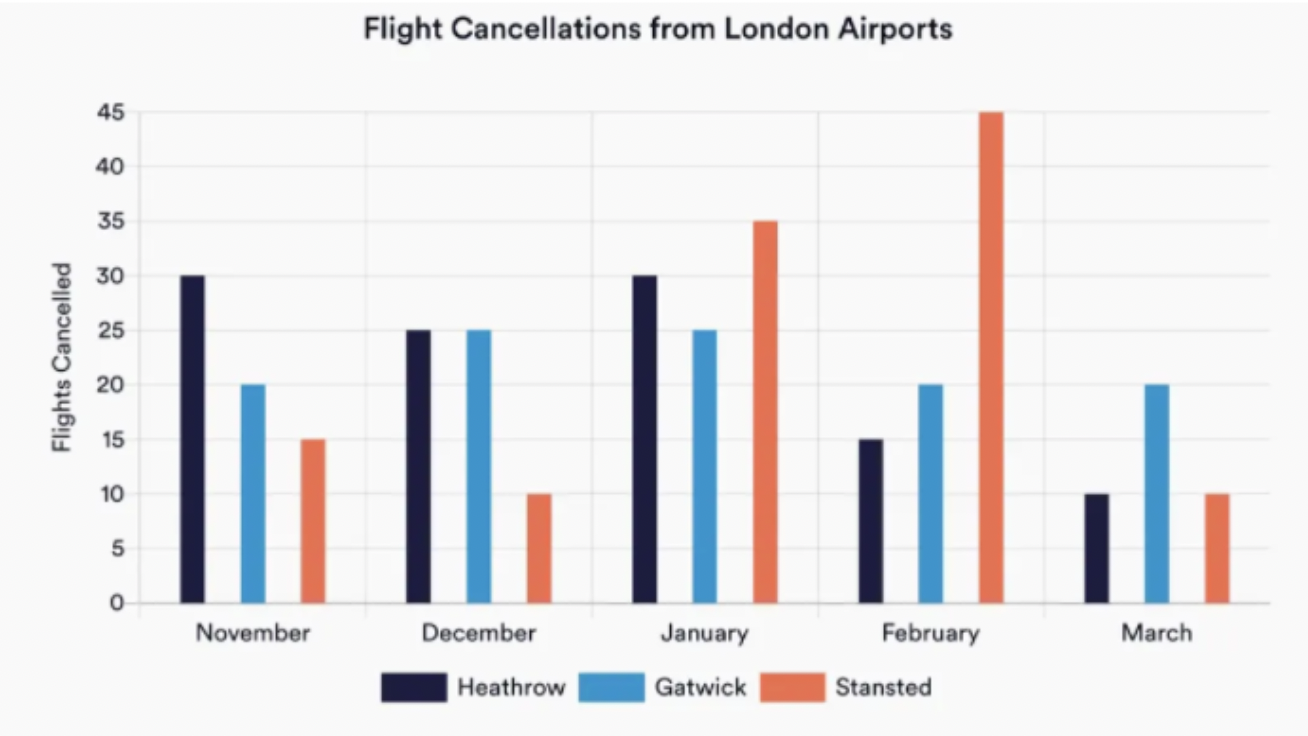 Flight Cancellations from London Airports
45
40
35
30
25
20
15
10
5
0
Flights Cancelled
November December January February March
Heathrow Gatwick Stansted